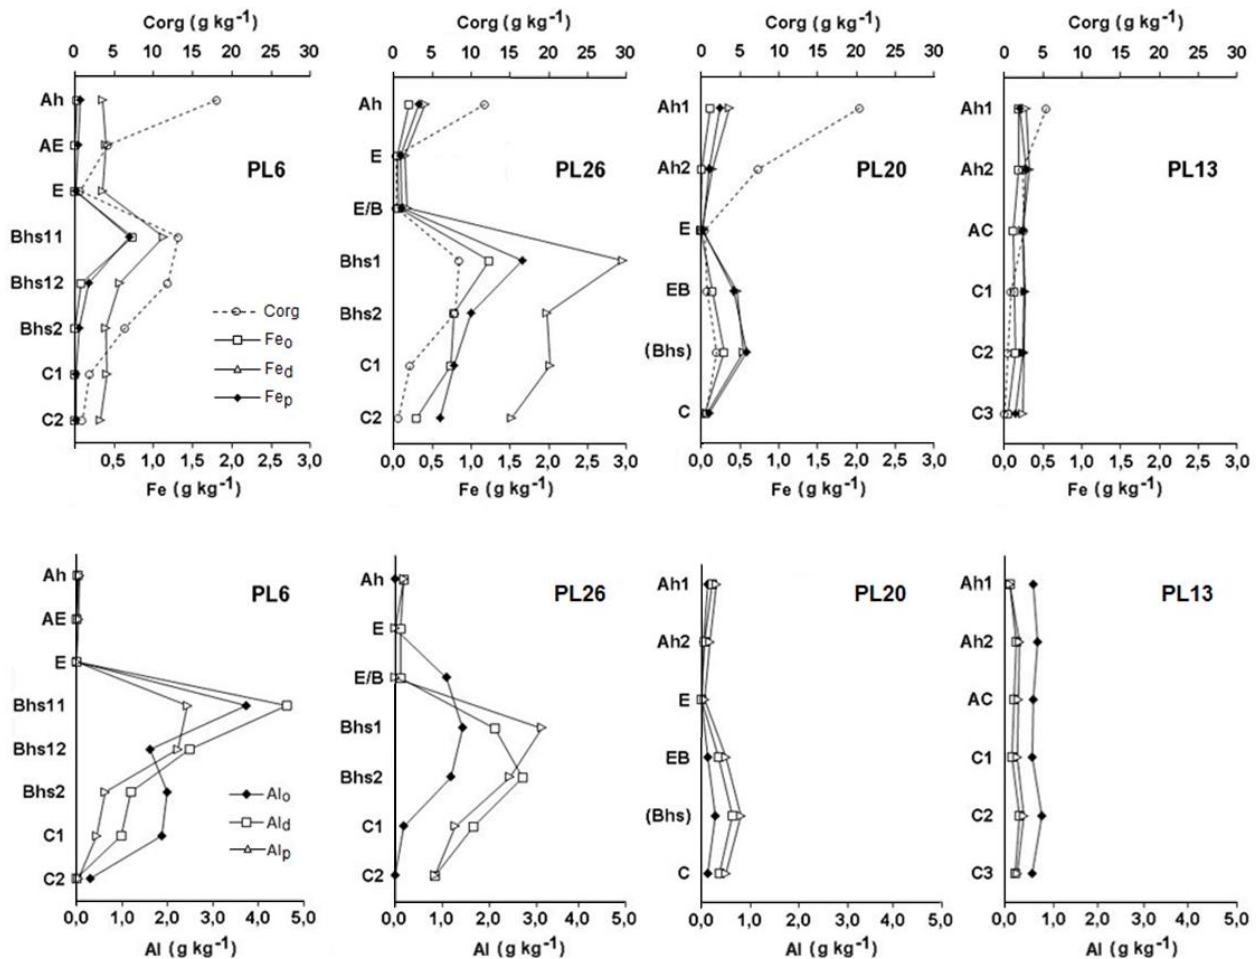 Corg (g kg⁻¹) Corg (g kg⁻¹) Corg (g kg⁻¹) Corg (g kg⁻¹)
0 5 10 15 20 25 30 0 5 10 15 20 25 30 0 5 10 15 20 25 30 0 5 10 15 20 25 30
Ah
AE
E
Bhs11
Bhs12
Bhs2
C1
C2
PL6
Corg
Feo
Fed
Fep
Ah
E
E/B
Bhs1
Bhs2
C1
C2
PL26
Ah1
Ah2
E
EB
(Bhs)
C
PL20
Ah1
Ah2
AC
C1
C2
C3
PL13
0,5 1,0 1,5 2,0 2,5 3,0 0,0 0,5 1,0 1,5 2,0 2,5 3,0 0,0 0,5 1,0 1,5 2,0 2,5 3,0 0,0 0,5 1,0 1,5 2,0 2,5 3,0
Fe (g kg⁻¹) Fe (g kg⁻¹) Fe (g kg⁻¹) Fe (g kg⁻¹)
Ah
AE
E
Bhs11
Bhs12
Bhs2
C1
C2
PL6
Alo
Ald
Alp
Ah
E
E/B
Bhs1
Bhs2
C1
C2
PL26
Ah1
Ah2
E
EB
(Bhs)
C
PL20
Ah1
Ah2
AC
C1
C2
C3
PL13
0,0 1,0 2,0 3,0 4,0 5,0 0,0 1,0 2,0 3,0 4,0 5,0 0,0 1,0 2,0 3,0 4,0 5,0 0,0 1,0 2,0 3,0 4,0 5,0
Al (g kg⁻¹) Al (g kg⁻¹) Al (g kg⁻¹) Al (g kg⁻¹)